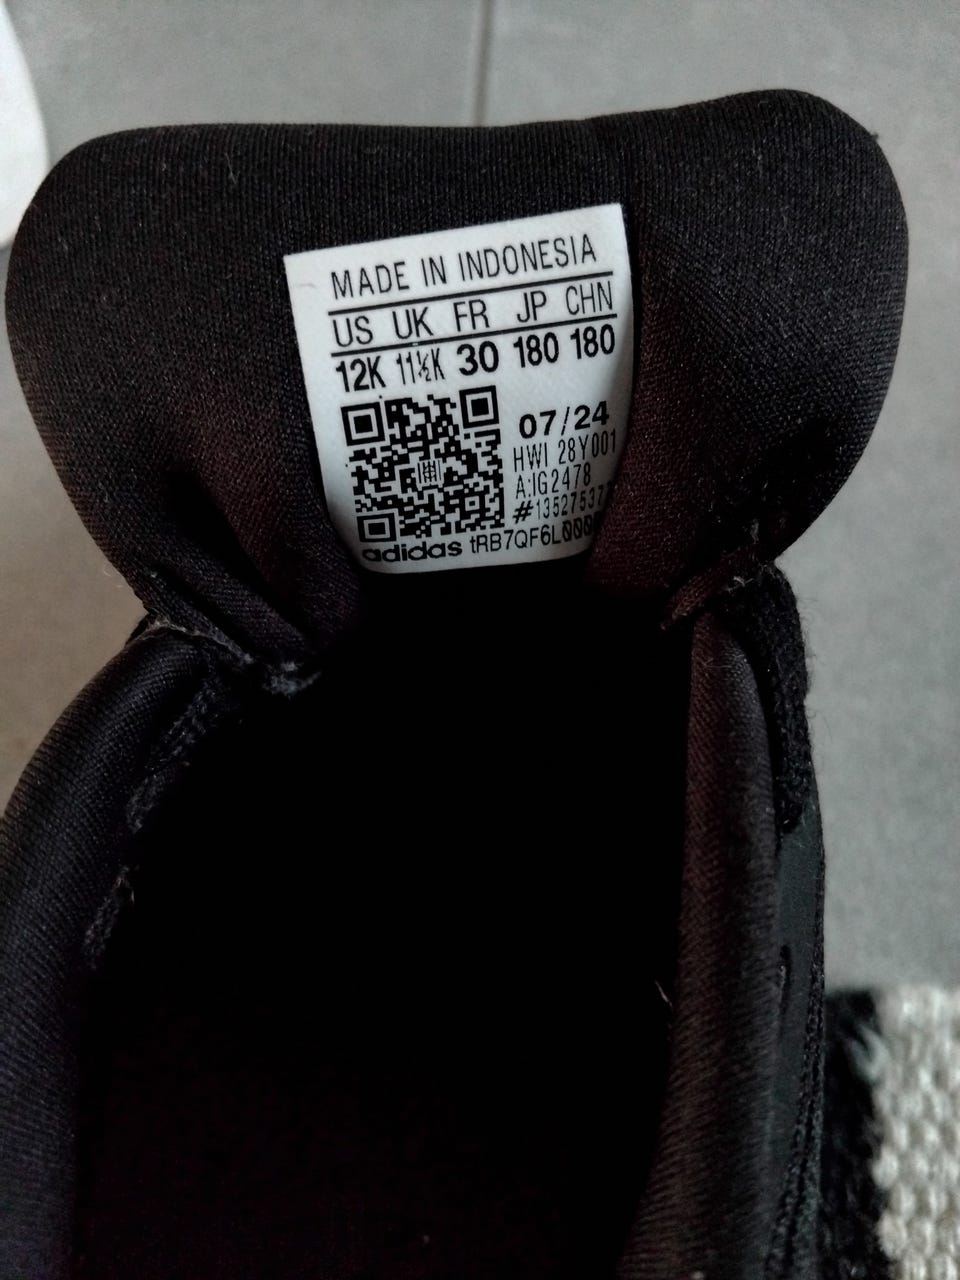 MADE IN INDONESIA
US UK FR JP CHN
12K 11½K 30 180 180
07/24
HWI 28Y001
A:IG2478
adidas